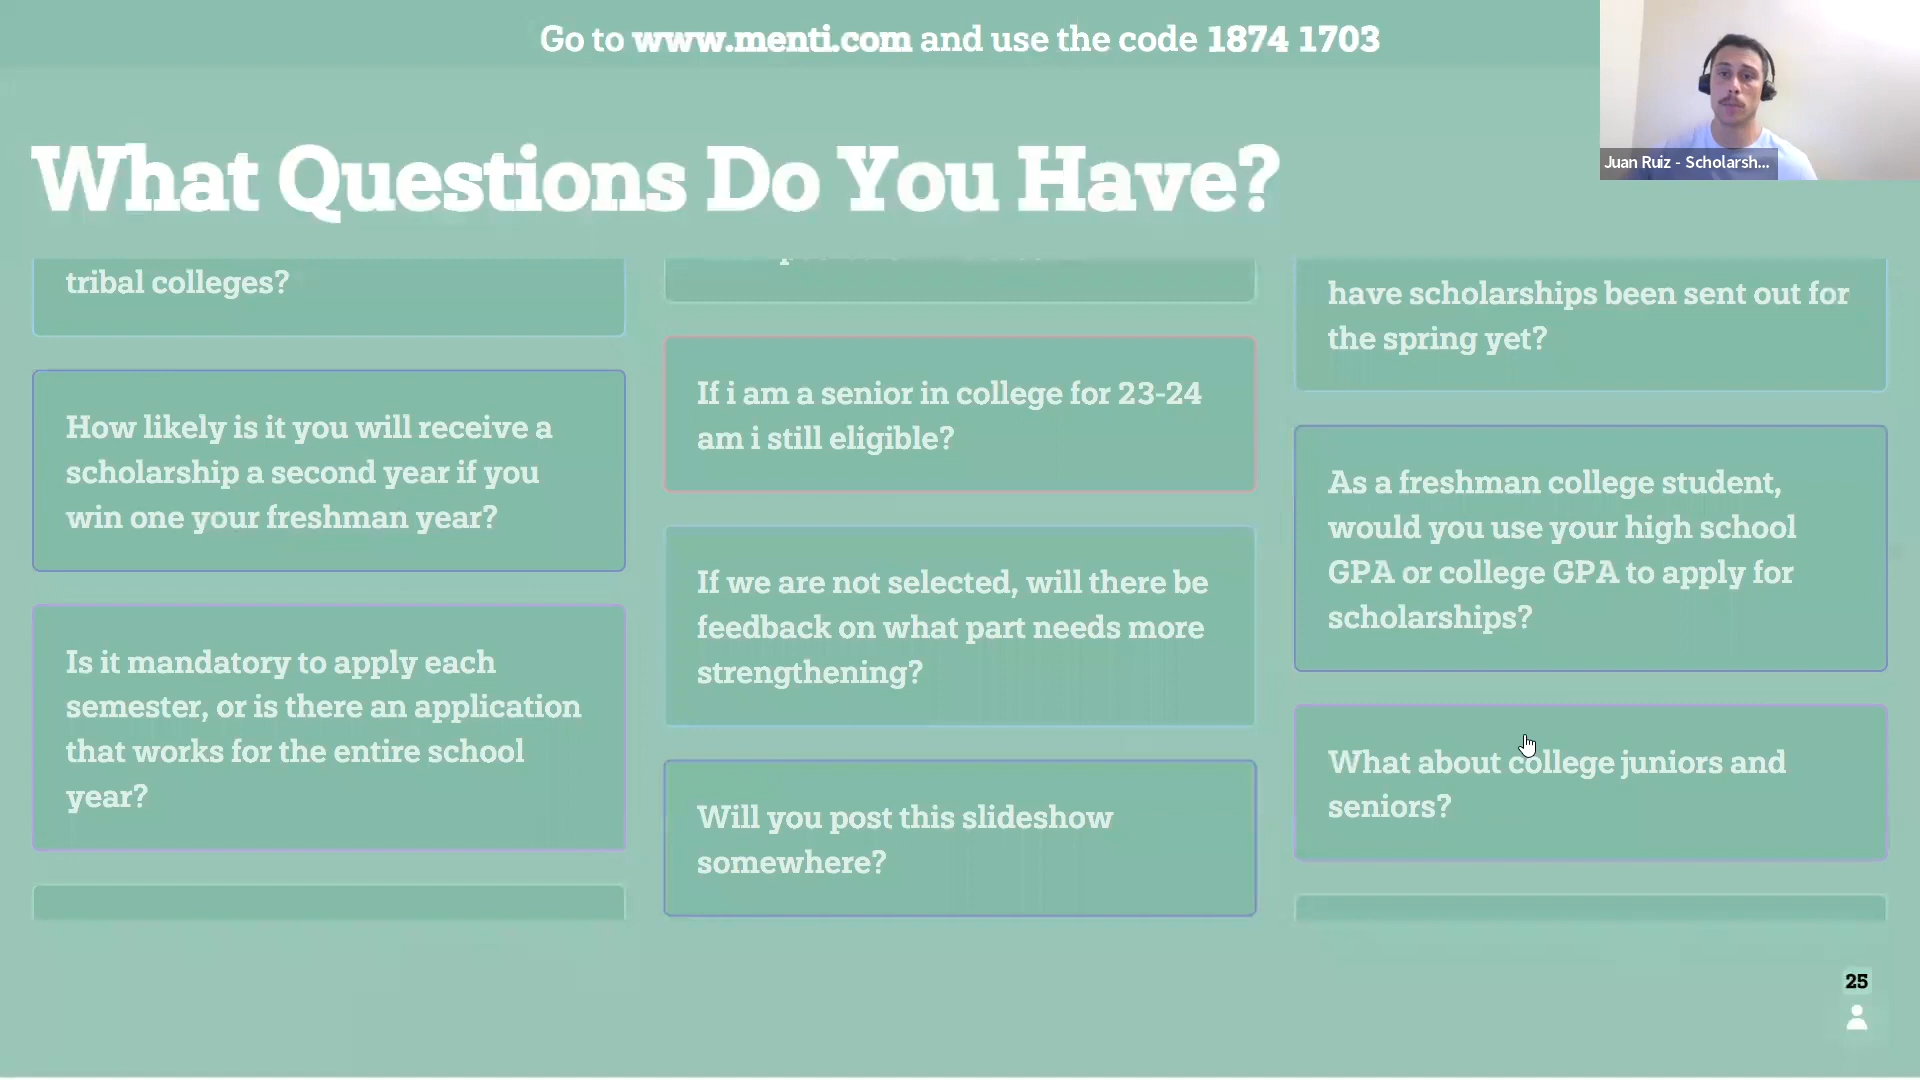 Go to www.menti.com and use the code 1874 1703
Juan Ruiz - Scholarsh...
What Questions Do You Have?
tribal colleges?
How likely is it you will receive a
scholarship a second year if you
win one your freshman year?
Is it mandatory to apply each
semester, or is there an application
that works for the entire school
year?
If i am a senior in college for 23-24
am i still eligible?
If we are not selected, will there be
feedback on what part needs more
strengthening?
Will you post this slideshow
somewhere?
have scholarships been sent out for
the spring yet?
As a freshman college student,
would you use your high school
GPA or college GPA to apply for
scholarships?
What about college juniors and
seniors?
25